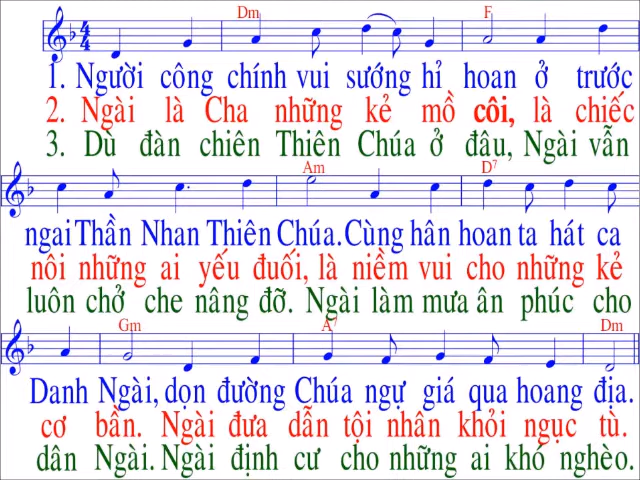 Dm F
1. Người công chính vui sướng hỉ hoan ở trước
2. Ngài là Cha những kẻ mồ côi, là chiếc
3. Dù đàn chiên Thiên Chúa ở đâu, Ngài vẫn
Am D7
ngai Thần Nhan Thiên Chúa. Cùng hân hoan ta hát ca
nôi những ai yếu đuối, là niềm vui cho những kẻ
luôn chở che nâng đỡ. Ngài làm mưa ân phúc cho
Gm A7 Dm
Danh Ngài, dọn đường Chúa ngự giá qua hoang địa.
cơ bần. Ngài đưa dẫn tội nhân khỏi ngục tù.
dân Ngài. Ngài định cư cho những ai khó nghèo.